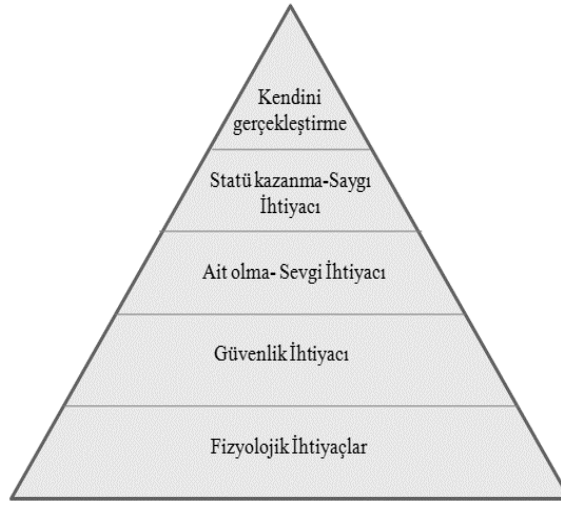 Kendini
gerçekleştirme
Statü kazanma-Saygı
İhtiyacı
Ait olma- Sevgi İhtiyacı
Güvenlik İhtiyacı
Fizyolojik İhtiyaçlar